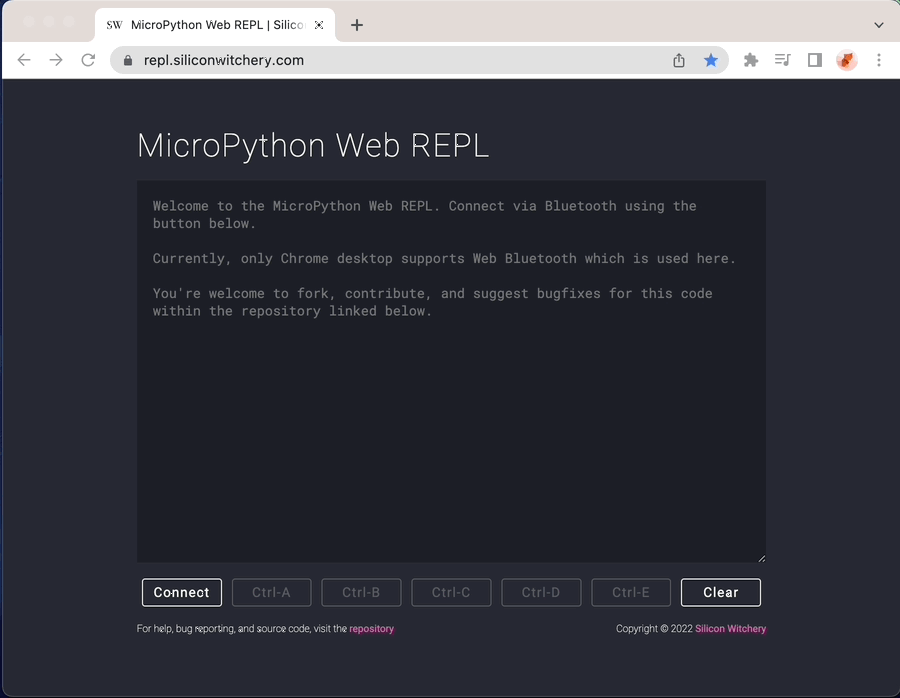 SW MicroPython Web REPL | Silico
repl.siliconwitchery.com
MicroPython Web REPL
Welcome to the MicroPython Web REPL. Connect via Bluetooth using the
button below.
Currently, only Chrome desktop supports Web Bluetooth which is used here.
You're welcome to fork, contribute, and suggest bugfixes for this code
within the repository linked below.
Connect Ctrl-A Ctrl-B Ctrl-C Ctrl-D Ctrl-E Clear
For help, bug reporting, and source code, visit the repository Copyright © 2022 Silicon Witchery